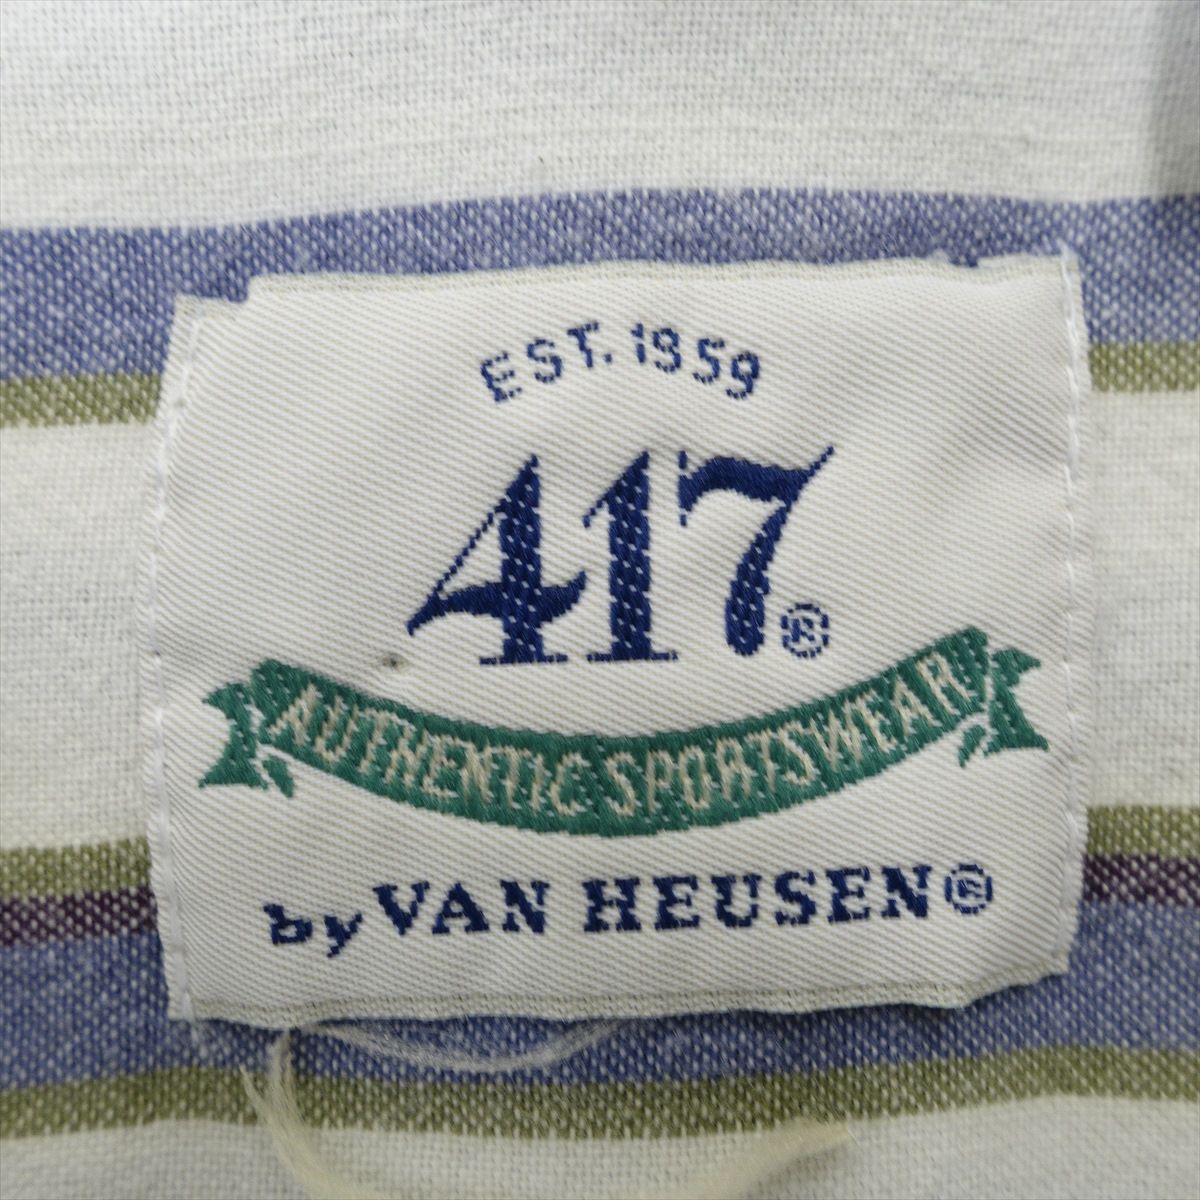 EST. 1959
417®
AUTHENTIC SPORTSWEAR
by VAN HEUSEN®